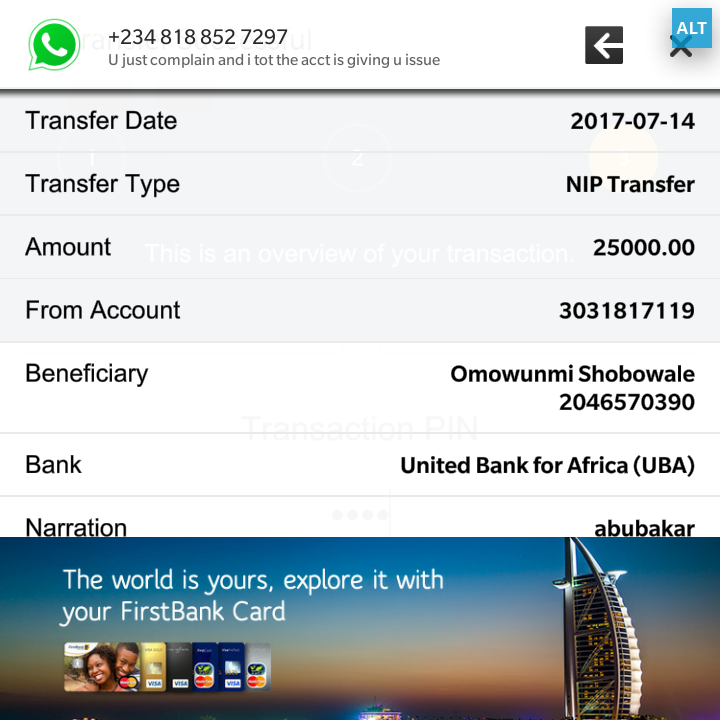 +234 818 852 7297
ALT
U just complain and i tot the acct is giving u issue
Transfer Date 2017-07-14
2
Transfer Type NIP Transfer
This is an overview of your transaction.
Amount 25000.00
From Account 3031817119
Beneficiary Omowunmi Shobowale
2046570390
Transaction PIN
Bank United Bank for Africa (UBA)
Narration abubakar
The world is yours, explore it with
your FirstBank Card